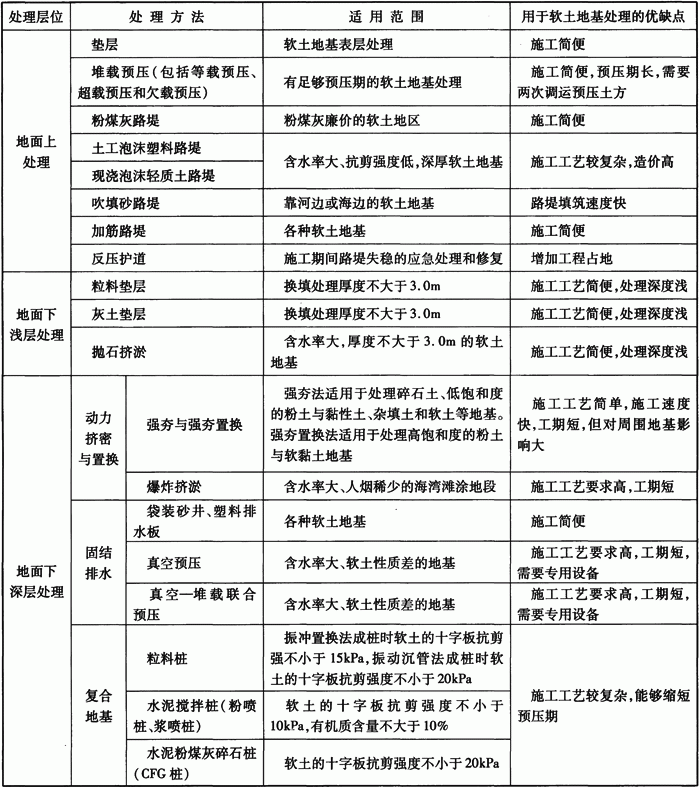 处理层位 处理方法 适用范围 用于软土地基处理的优缺点
地面上
处理
垫层 软土地基表层处理 施工简便
堆载预压(包括等载预压、
超载预压和欠载预压)
有足够预压期的软土地基处理
施工简便,预压期长,需要
两次调运预压土方
粉煤灰路堤 粉煤灰廉价的软土地区 施工简便
土工泡沫塑料路堤
现浇泡沫轻质土路堤
含水率大、抗剪强度低,深厚软土地基
施工工艺较复杂,造价高
吹填砂路堤 靠河边或海边的软土地基 路堤填筑速度快
加筋路堤 各种软土地基 施工简便
反压护道 施工期间路堤失稳的应急处理和修复 增加工程占地
地面下
浅层处理
粒料垫层 换填处理厚度不大于3.0m 施工工艺简便,处理深度浅
灰土垫层 换填处理厚度不大于3.0m 施工工艺简便,处理深度浅
抛石挤淤
含水率大,厚度不大于3.0m的软土
地基
施工工艺简便,处理深度浅
地面下
深层处理
动力
挤密
与置换
强夯与强夯置换
强夯法适用于处理碎石土、低饱和度
的粉土与黏性土、杂填土和软土等地基。
强夯置换法适用于处理高饱和度的粉土
与软黏土地基
施工工艺简单,施工速度
快,工期短,但对周围地基影
响大
爆炸挤淤 含水率大、人烟稀少的海湾滩涂地段 施工工艺要求高,工期短
固结
排水
袋装砂井、塑料排
水板
各种软土地基 施工简便
真空预压 含水率大、软土性质差的地基
施工工艺要求高,工期短,
需要专用设备
真空—堆载联合
预压
含水率大、软土性质差的地基
施工工艺要求高,工期短,
需要专用设备
复合
地基
粒料桩
振冲置换法成桩时软土的十字板抗剪
强不小于15kPa,振动沉管法成桩时软
土的十字板抗剪强度不小于20kPa
施工工艺较复杂,能够缩短
预压期
水泥搅拌桩(粉喷
桩、浆喷桩)
软土的十字板抗剪强度不小于
10kPa,有机质含量不大于10%
水泥粉煤灰碎石桩
(CFG桩)
软土的十字板抗剪强度不小于20kPa